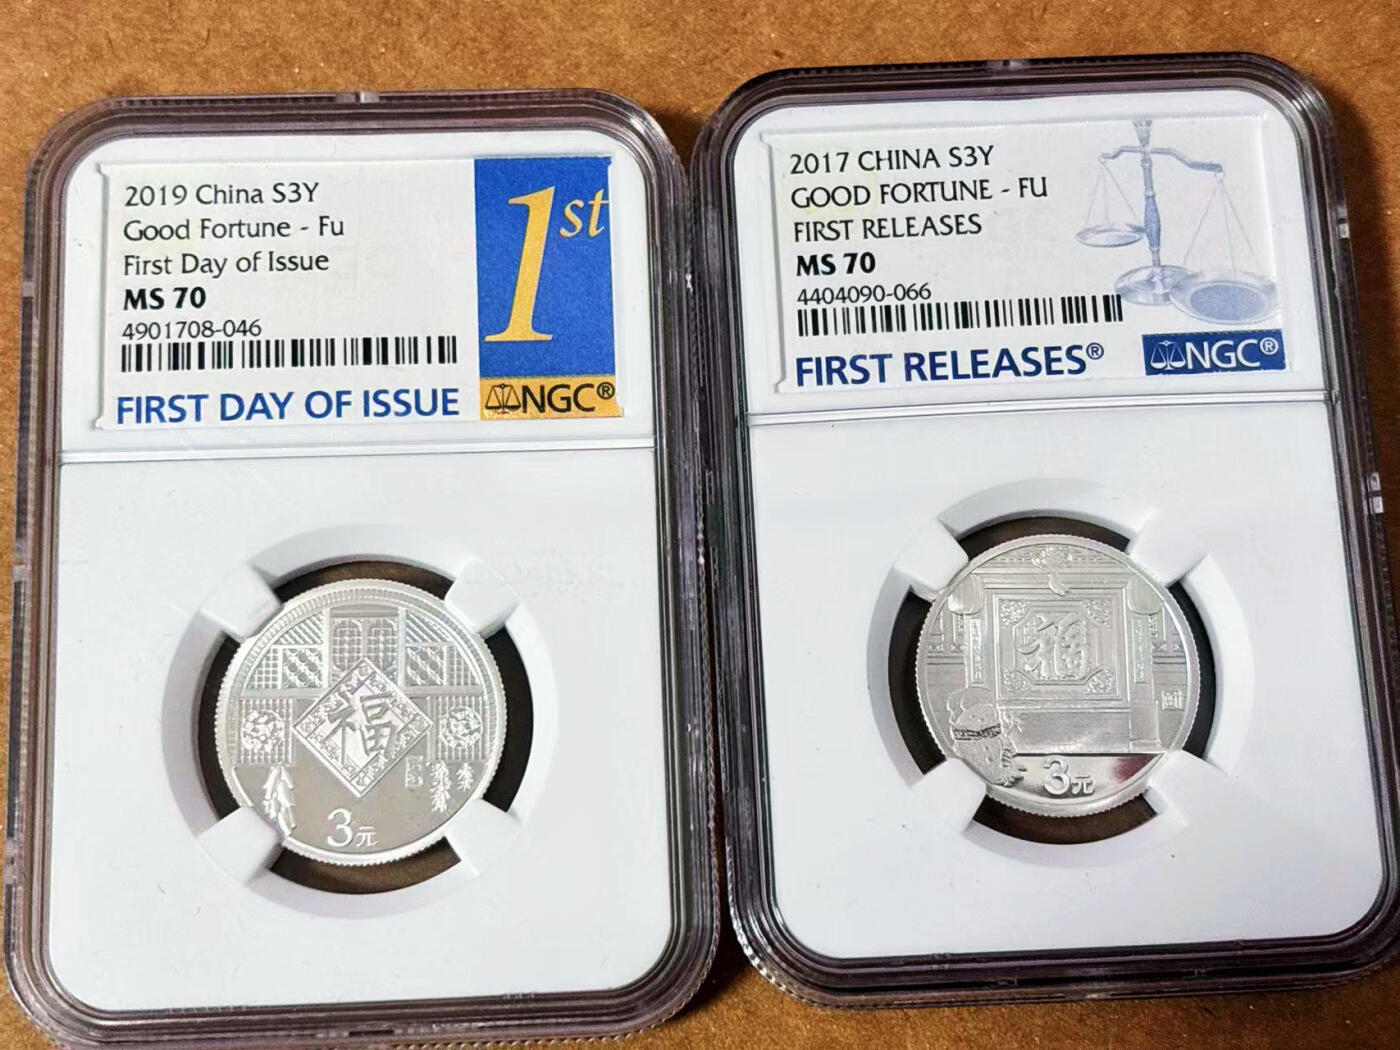 2019 China S3Y
Good Fortune - Fu
First Day of Issue
MS 70
4901708-046
FIRST DAY OF ISSUE
1st
NGC®
福
3元
2017 CHINA S3Y
GOOD FORTUNE - FU
FIRST RELEASES
MS 70
4404090-066
FIRST RELEASES®
NGC®
福
3元